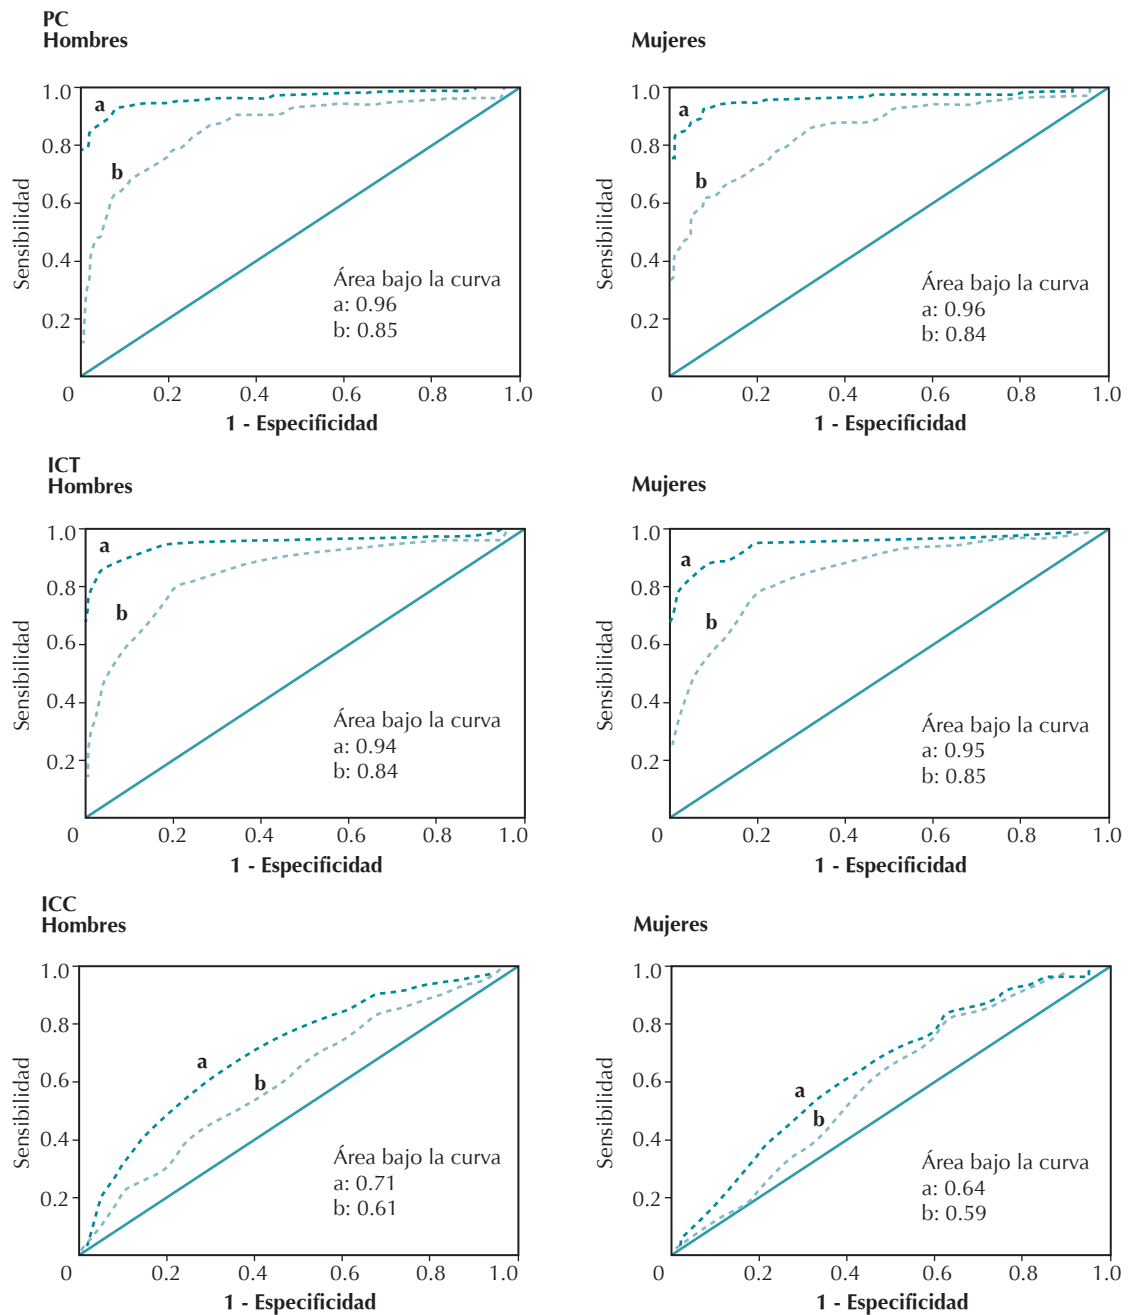 PC
Hombres
1.0
0.8
0.6
0.4
0.2
0
0.2
0.4
0.6
0.8
1.0
Sensibilidad
1 - Especificidad
a
b
Área bajo la curva
a: 0.96
b: 0.85
Mujeres
1.0
0.8
0.6
0.4
0.2
0
0.2
0.4
0.6
0.8
1.0
Sensibilidad
1 - Especificidad
a
b
Área bajo la curva
a: 0.96
b: 0.84
ICT
Hombres
1.0
0.8
0.6
0.4
0.2
0
0.2
0.4
0.6
0.8
1.0
Sensibilidad
1 - Especificidad
a
b
Área bajo la curva
a: 0.94
b: 0.84
Mujeres
1.0
0.8
0.6
0.4
0.2
0
0.2
0.4
0.6
0.8
1.0
Sensibilidad
1 - Especificidad
a
b
Área bajo la curva
a: 0.95
b: 0.85
ICC
Hombres
1.0
0.8
0.6
0.4
0.2
0
0.2
0.4
0.6
0.8
1.0
Sensibilidad
1 - Especificidad
a
b
Área bajo la curva
a: 0.71
b: 0.61
Mujeres
1.0
0.8
0.6
0.4
0.2
0
0.2
0.4
0.6
0.8
1.0
Sensibilidad
1 - Especificidad
a
b
Área bajo la curva
a: 0.64
b: 0.59